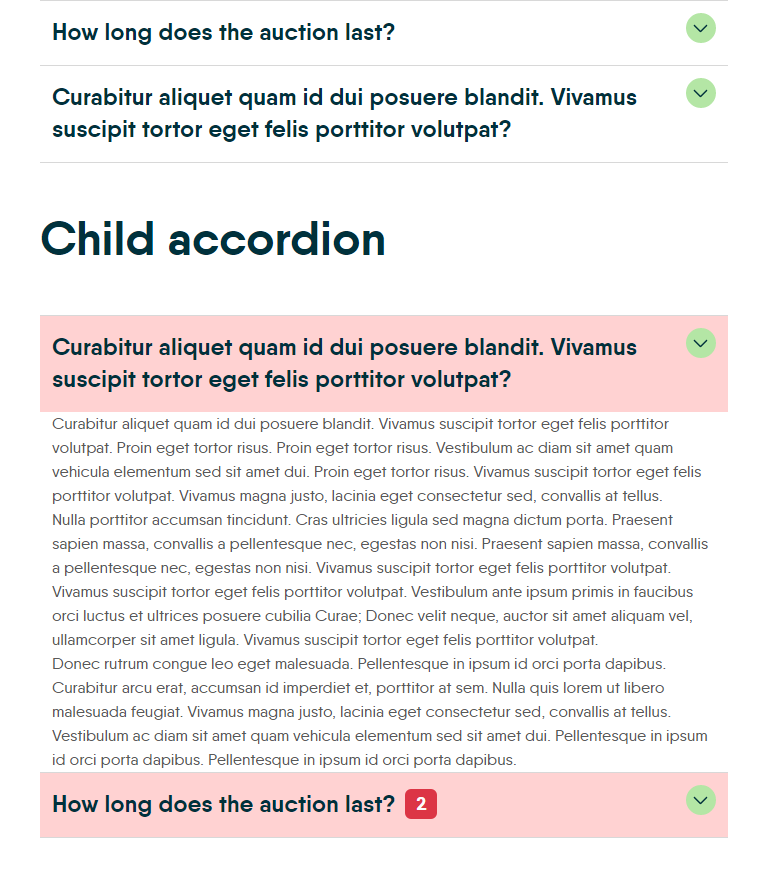 How long does the auction last?
Curabitur aliquet quam id dui posuere blandit. Vivamus
suscipit tortor eget felis porttitor volutpat?
Child accordion
Curabitur aliquet quam id dui posuere blandit. Vivamus
suscipit tortor eget felis porttitor volutpat?
Curabitur aliquet quam id dui posuere blandit. Vivamus suscipit tortor eget felis porttitor
volutpat. Proin eget tortor risus. Proin eget tortor risus. Vestibulum ac diam sit amet quam
vehicula elementum sed sit amet dui. Proin eget tortor risus. Vivamus suscipit tortor eget felis
porttitor volutpat. Vivamus magna justo, lacinia eget consectetur sed, convallis at tellus.
Nulla porttitor accumsan tincidunt. Cras ultricies ligula sed magna dictum porta. Praesent
sapien massa, convallis a pellentesque nec, egestas non nisi. Praesent sapien massa, convallis
a pellentesque nec, egestas non nisi. Vivamus suscipit tortor eget felis porttitor volutpat.
Vivamus suscipit tortor eget felis porttitor volutpat. Vestibulum ante ipsum primis in faucibus
orci luctus et ultrices posuere cubilia Curae; Donec velit neque, auctor sit amet aliquam vel,
ullamcorper sit amet ligula. Vivamus suscipit tortor eget felis porttitor volutpat.
Donec rutrum congue leo eget malesuada. Pellentesque in ipsum id orci porta dapibus.
Curabitur arcu erat, accumsan id imperdiet et, porttitor at sem. Nulla quis lorem ut libero
malesuada feugiat. Vivamus magna justo, lacinia eget consectetur sed, convallis at tellus.
Vestibulum ac diam sit amet quam vehicula elementum sed sit amet dui. Pellentesque in ipsum
id orci porta dapibus. Pellentesque in ipsum id orci porta dapibus.
How long does the auction last? 2